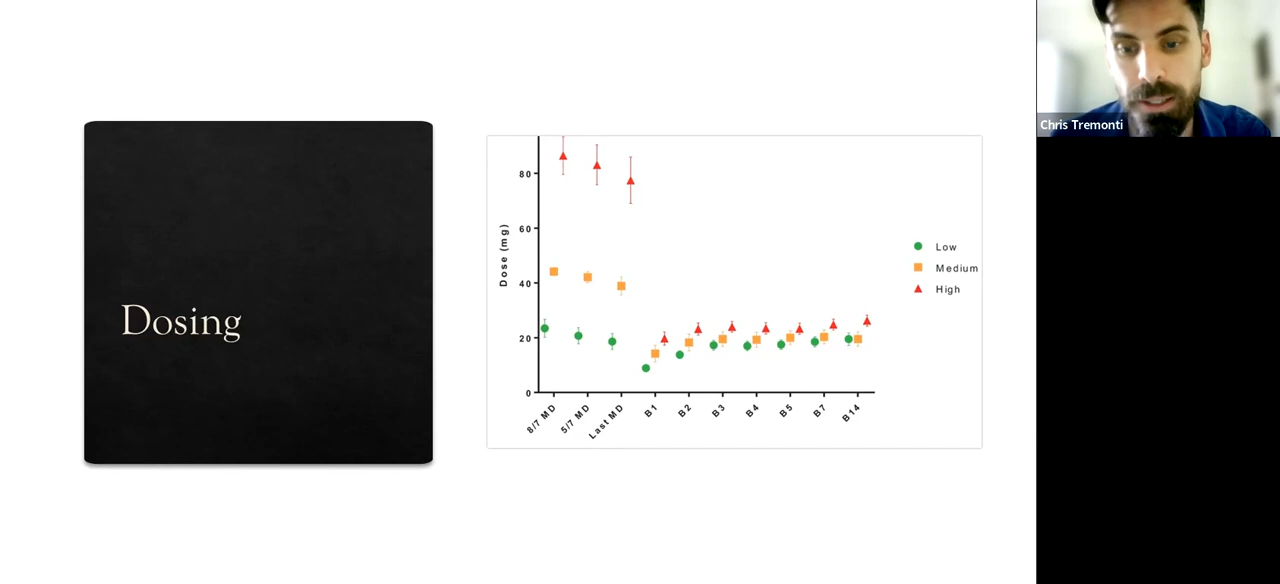 Dosing
Dose (mg)
80
60
40
20
0
8/7 MD
5/7 MD
Last MD
B1
B2
B3
B4
B5
B7
B14
Low
Medium
High
Chris Tremonti